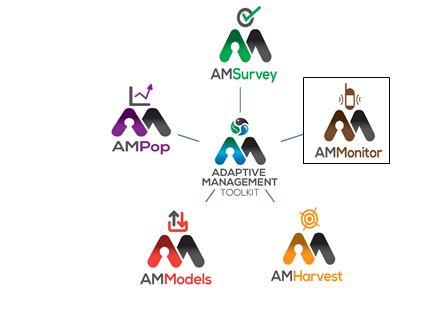 AMSurvey
AMPop
AMMonitor
ADAPTIVE
MANAGEMENT
TOOLKIT
AMModels
AMHarvest